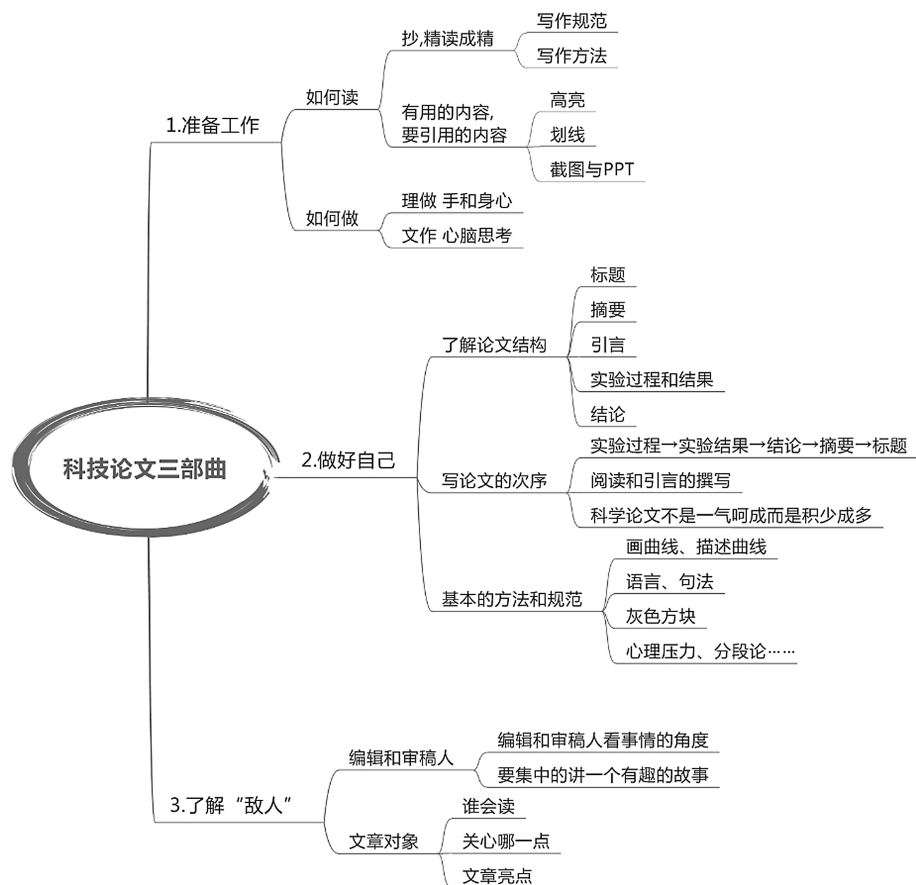 科技论文三部曲
1.准备工作
如何读
抄,精读成精
写作规范
写作方法
有用的内容,
要引用的内容
高亮
划线
截图与PPT
如何做
理做 手和身心
文作 心脑思考
2.做好自己
了解论文结构
标题
摘要
引言
实验过程和结果
结论
写论文的次序
实验过程→实验结果→结论→摘要→标题
阅读和引言的撰写
科学论文不是一气呵成而是积少成多
基本的方法和规范
画曲线、描述曲线
语言、句法
灰色方块
心理压力、分段论……
3.了解“敌人”
编辑和审稿人
编辑和审稿人看事情的角度
要集中的讲一个有趣的故事
文章对象
谁会读
关心哪一点
文章亮点